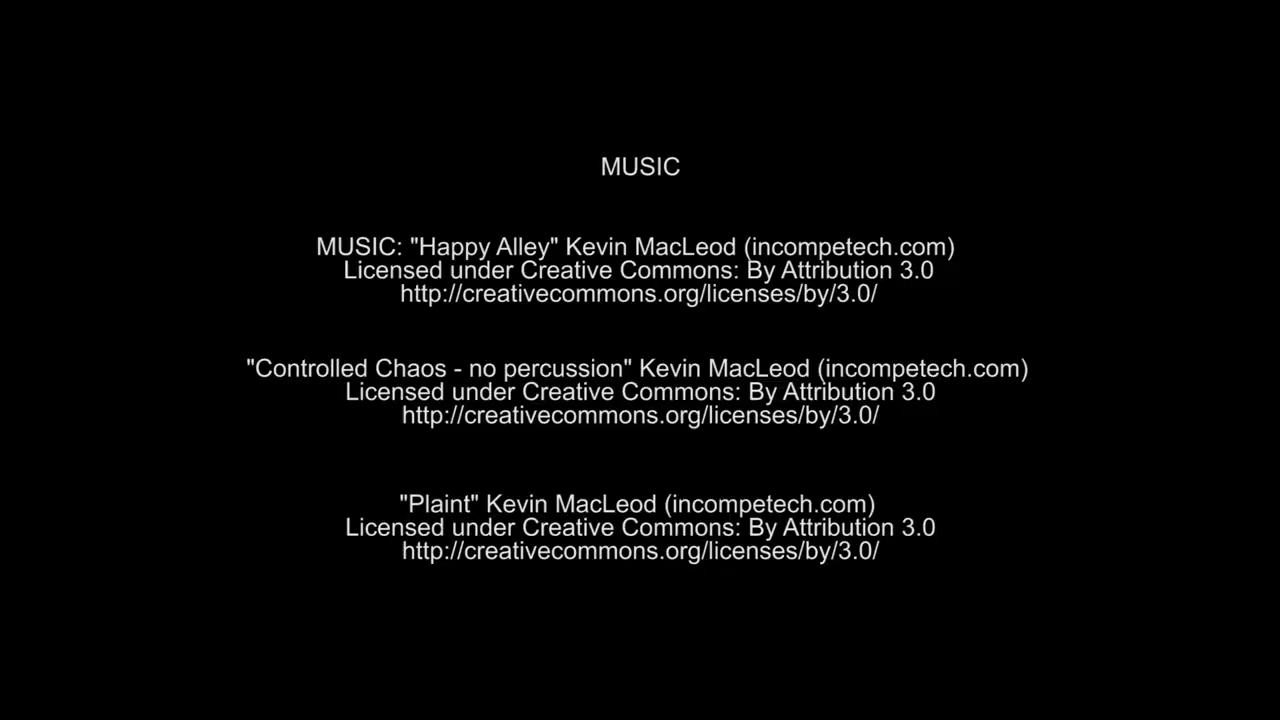 MUSIC
MUSIC: "Happy Alley" Kevin MacLeod (incompetech.com)
Licensed under Creative Commons: By Attribution 3.0
http://creativecommons.org/licenses/by/3.0/
"Controlled Chaos - no percussion" Kevin MacLeod (incompetech.com)
Licensed under Creative Commons: By Attribution 3.0
http://creativecommons.org/licenses/by/3.0/
"Plaint" Kevin MacLeod (incompetech.com)
Licensed under Creative Commons: By Attribution 3.0
http://creativecommons.org/licenses/by/3.0/